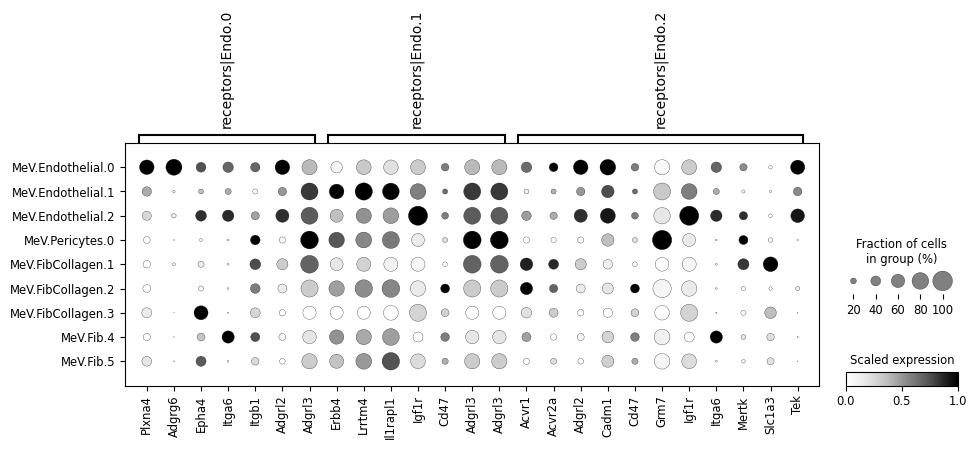 receptors|Endo.0
receptors|Endo.1
receptors|Endo.2
MeV.Endothelial.0
MeV.Endothelial.1
MeV.Endothelial.2
MeV.Pericytes.0
MeV.FibCollagen.1
MeV.FibCollagen.2
MeV.FibCollagen.3
MeV.Fib.4
MeV.Fib.5
Plxna4
Adgrg6
Epha4
Itga6
Itgb1
Adgrl2
Adgrl3
Erbb4
Lrrtm4
Il1rapl1
Igf1r
Cd47
Adgrl3
Adgrl3
Acvr1
Acvr2a
Adgrl2
Cadm1
Cd47
Grm7
Igf1r
Itga6
Mertk
Slc1a3
Tek
Fraction of cells
in group (%)
20 40 60 80 100
Scaled expression
0.0 0.5 1.0